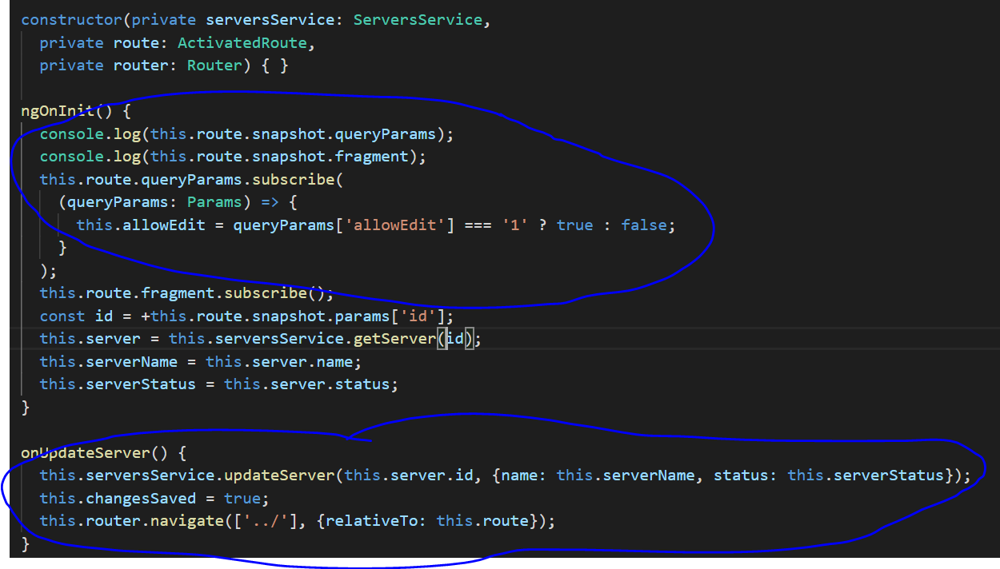 constructor(private serversService: ServersService,
private route: ActivatedRoute,
private router: Router) { }
ngOnInit() {
console.log(this.route.snapshot.queryParams);
console.log(this.route.snapshot.fragment);
this.route.queryParams.subscribe(
(queryParams: Params) => {
this.allowEdit = queryParams['allowEdit'] === '1' ? true : false;
}
);
this.route.fragment.subscribe();
const id = +this.route.snapshot.params['id'];
this.server = this.serversService.getServer(id);
this.serverName = this.server.name;
this.serverStatus = this.server.status;
}
onUpdateServer() {
this.serversService.updateServer(this.server.id, {name: this.serverName, status: this.serverStatus});
this.changesSaved = true;
this.router.navigate(['../'], {relativeTo: this.route});
}